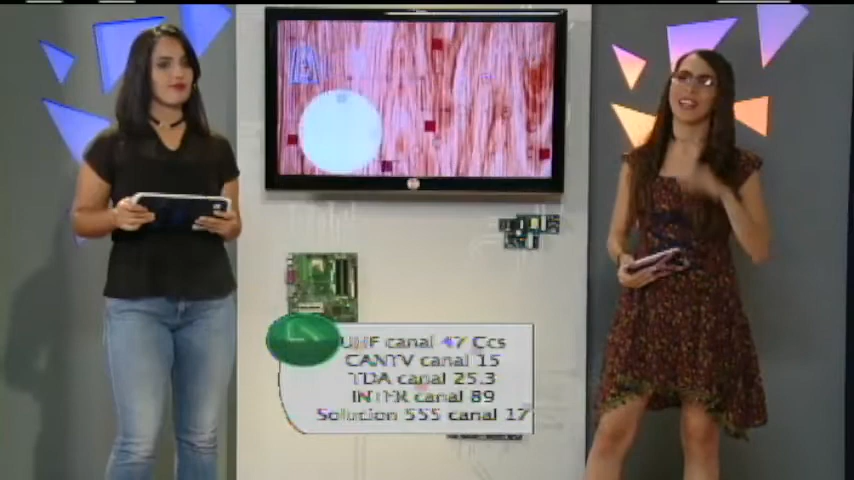 UHF canal 47 Ccs
CANTV canal 15
TDA canal 25.3
INTER canal 89
Solution 555 canal 17